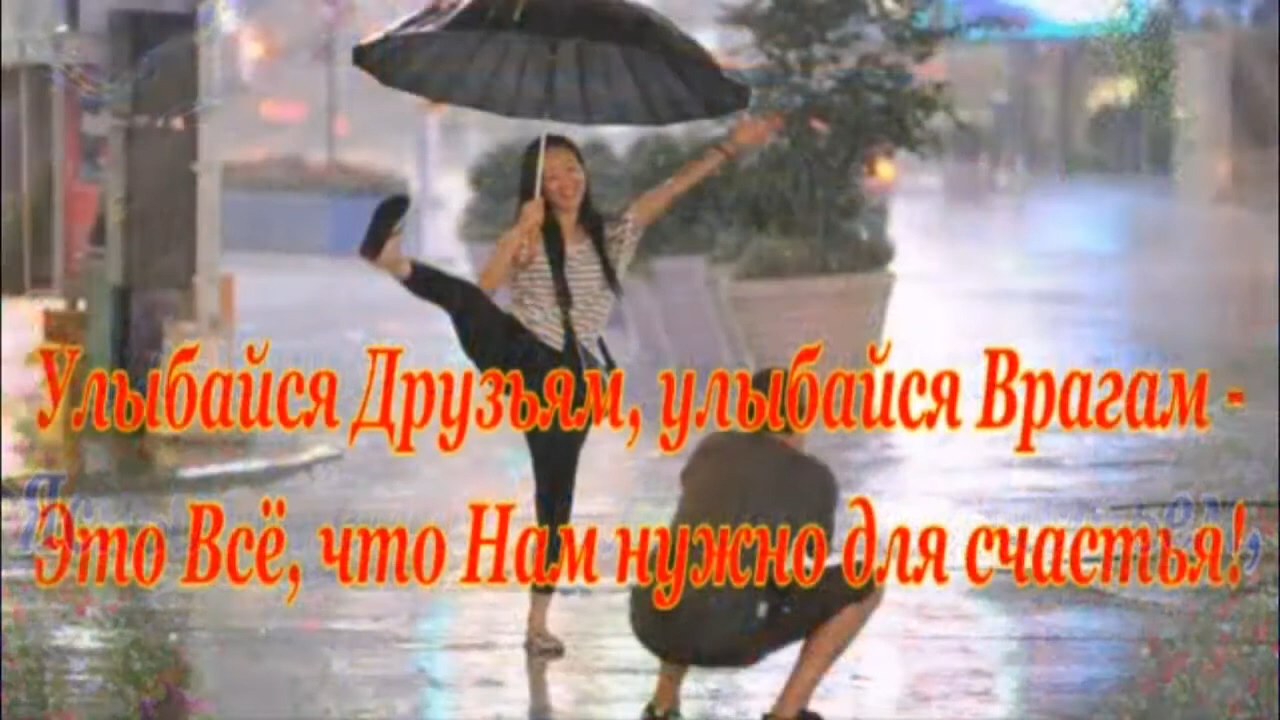 Улыбайся Друзьям, улыбайся Врагам -
Это Всё, что Нам нужно для счастья!